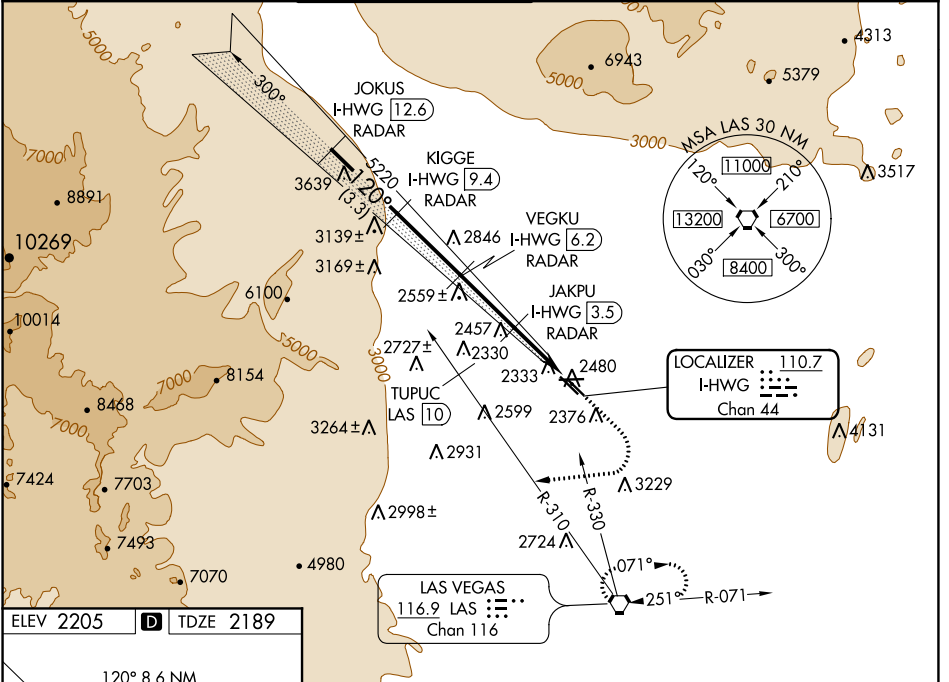 5000
6943
5000
4313
5379
300°
JOKUS
I-HWG 12.6
RADAR
5220
3000
MSA LAS 30 NM
120°
11000
210°
13200
6700
030°
8400
300°
3517
7000
8891
10269
3639
120°
(3.3)
KIGGE
I-HWG 9.4
RADAR
3139±
2846
3169±
VEGKU
I-HWG 6.2
RADAR
6100
2559±
JAKPU
I-HWG 3.5
RADAR
10014
5000
3000
2457
2330
2727±
2333
2480
LOCALIZER 110.7
I-HWG
Chan 44
8154
7000
TUPUC
LAS 10
2599
2376
8468
7000
3264±
2931
4131
7424
7703
3229
R-310
R-330
2998±
7493
2724
4980
7070
071°
251°
R-071
LAS VEGAS
116.9 LAS
Chan 116
ELEV 2205 D TDZE 2189
120° 8.6 NM